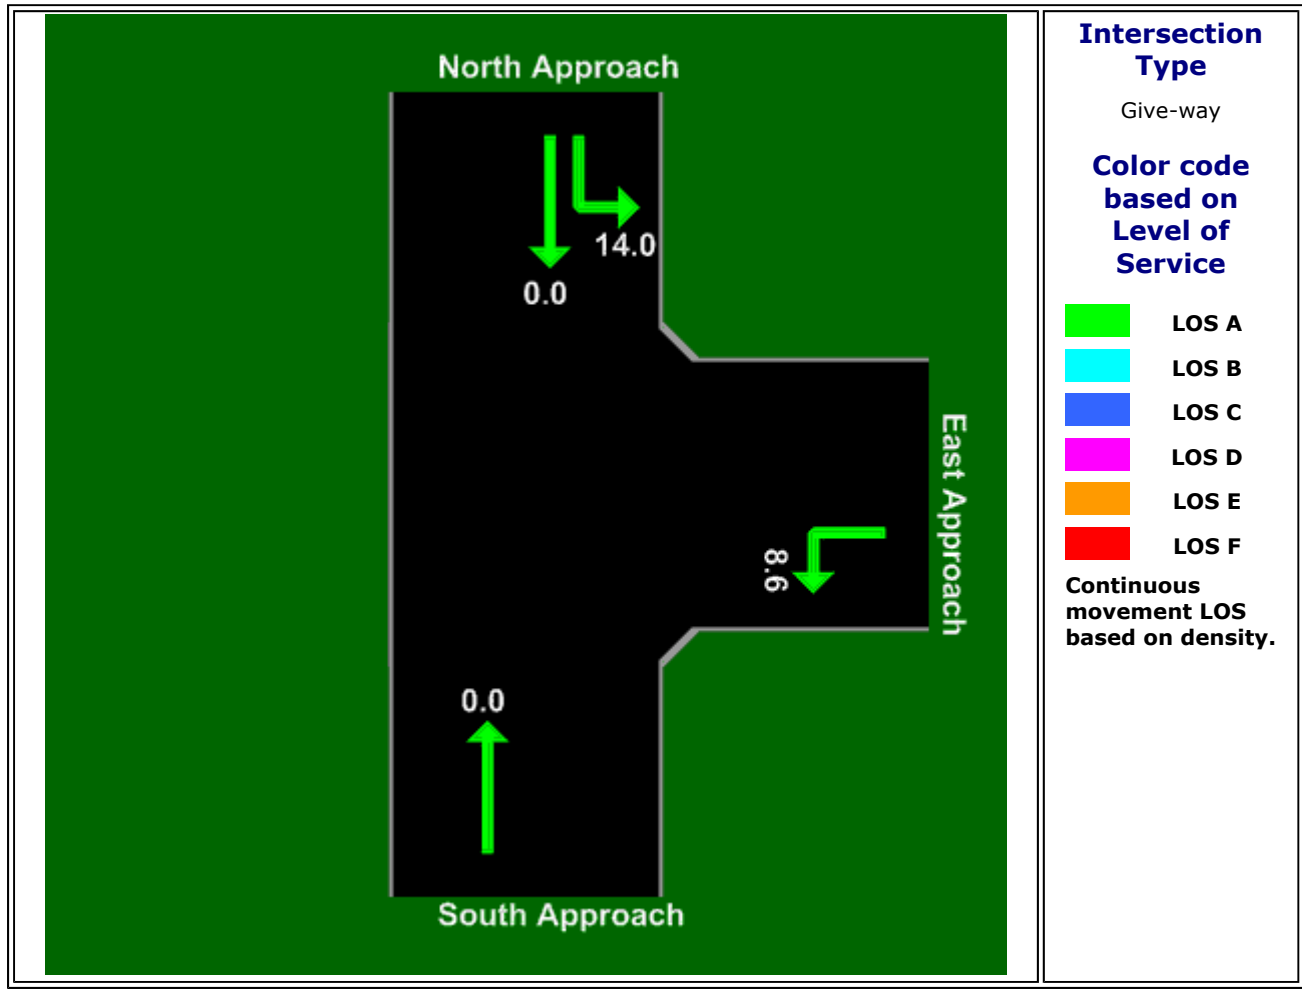 North Approach
14.0
0.0
East Approach
8.6
0.0
South Approach
Intersection
Type
Give-way
Color code
based on
Level of
Service
LOS A
LOS B
LOS C
LOS D
LOS E
LOS F
Continuous
movement LOS
based on density.